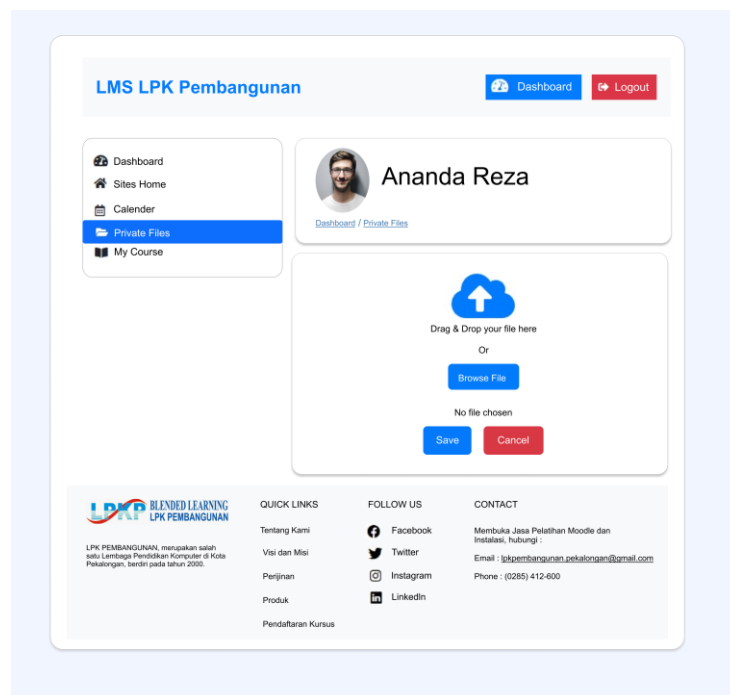 LMS LPK Pembangunan
Dashboard
Logout
Dashboard
Sites Home
Calender
Private Files
My Course
Ananda Reza
Dashboard / Private Files
Drag & Drop your file here
Or
Browse File
No file chosen
Save
Cancel
LPKP BLENDED LEARNING
LPK PEMBANGUNAN
LPK PEMBANGUNAN, merupakan salah
satu Lembaga Pendidikan Komputer di Kota
Pekalongan, berdiri pada tahun 2000.
QUICK LINKS
Tentang Kami
Visi dan Misi
Perijinan
Produk
Pendaftaran Kursus
FOLLOW US
Facebook
Twitter
Instagram
LinkedIn
CONTACT
Membuka Jasa Pelatihan Moodle dan
Instalasi, hubungi :
Email : lpkpembangunan.pekalongan@gmail.com
Phone : (0285) 412-600